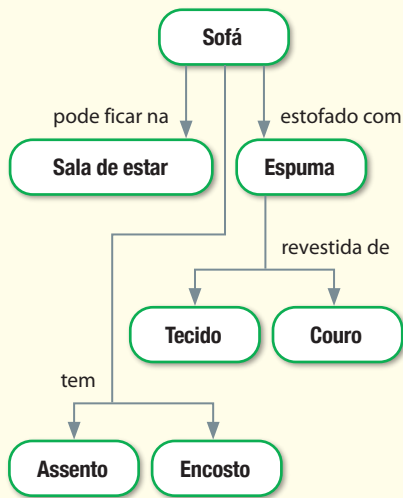 Sofá
pode ficar na
estofado com
Sala de estar
Espuma
revestida de
Tecido
Couro
tem
Assento
Encosto